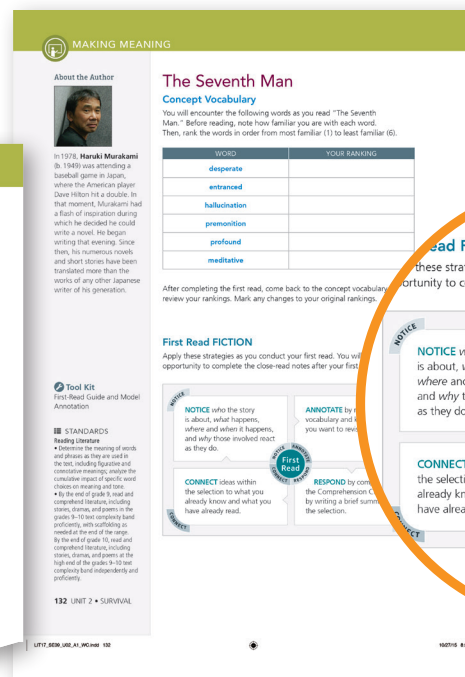 MAKING MEANING
About the Author
In 1978, Haruki Murakami
(b. 1949) was attending a
baseball game in Japan,
where the American player
Dave Hilton hit a double. In
that moment, Murakami had
a flash of inspiration during
which he decided he could
write a novel. He began
writing that evening. Since
then, his numerous novels
and short stories have been
translated more than the
works of any other Japanese
writer of his generation.
Tool Kit
First-Read Guide and Model
Annotation
STANDARDS
Reading Literature
• Determine the meaning of words
and phrases as they are used in
the text, including figurative and
connotative meanings; analyze the
cumulative impact of specific word
choices on meaning and tone.
• By the end of grade 9, read and
comprehend literature, including
stories, dramas, and poems in the
grades 9–10 text complexity band
proficiently, with scaffolding as
needed at the end of the range.
By the end of grade 10, read and
comprehend literature, including
stories, dramas, and poems at the
high end of the grades 9–10 text
complexity band independently and
proficiently.
132 UNIT 2 • SURVIVAL
The Seventh Man
Concept Vocabulary
You will encounter the following words as you read "The Seventh
Man." Before reading, note how familiar you are with each word.
Then, rank the words in order from most familiar (1) to least familiar (6).
WORD YOUR RANKING
desperate
entranced
hallucination
premonition
profound
meditative
After completing the first read, come back to the concept vocabulary
review your rankings. Mark any changes to your original rankings.
First Read FICTION
Apply these strategies as you conduct your first read. You will
opportunity to complete the close-read notes after your first
NOTICE
NOTICE who the story
is about, what happens,
where and when it happens,
and why those involved react
as they do.
ANNOTATE by
vocabulary and
you want to
NOTICE ANNOTATE
First
Read
CONNECT RESPOND
CONNECT ideas within
the selection to what you
already know and what you
have already read.
RESPOND by
the Comprehension
by writing a brief
the selection.
CONNECT
ead F
these strat
ortunity to c
NOTICE
NOTICE w
is about, w
where and
and why t
as they do
CONNECT
the selecti
already kn
have alrea
CT
LIT17_SE09_U02_A1_WC.indd 132
10/27/15 8